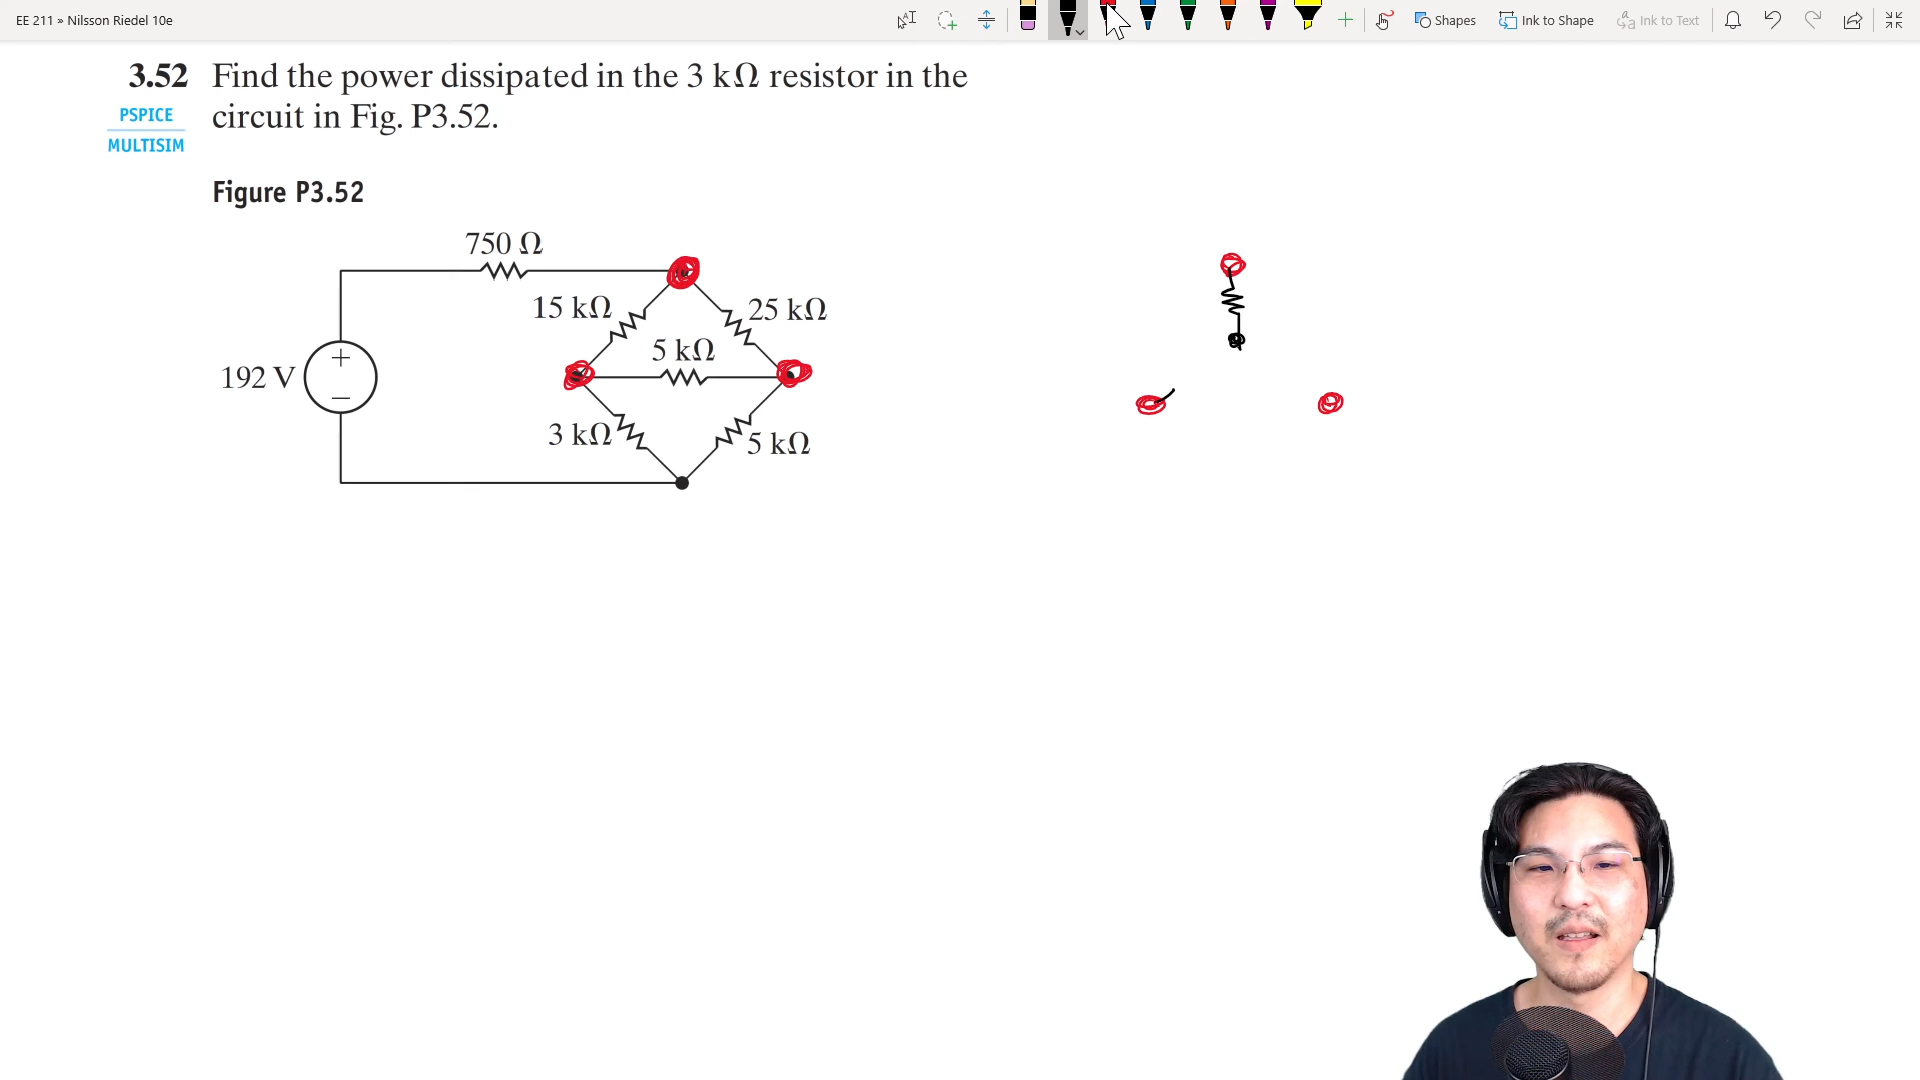 EE 211 » Nilsson Riedel 10e
Shapes
Ink to Shape
Ink to Text
3.52 Find the power dissipated in the 3 kΩ resistor in the
PSPICE circuit in Fig. P3.52.
MULTISIM
Figure P3.52
750 Ω
15 kΩ
25 kΩ
5 kΩ
192 V
+
−
3 kΩ
5 kΩ